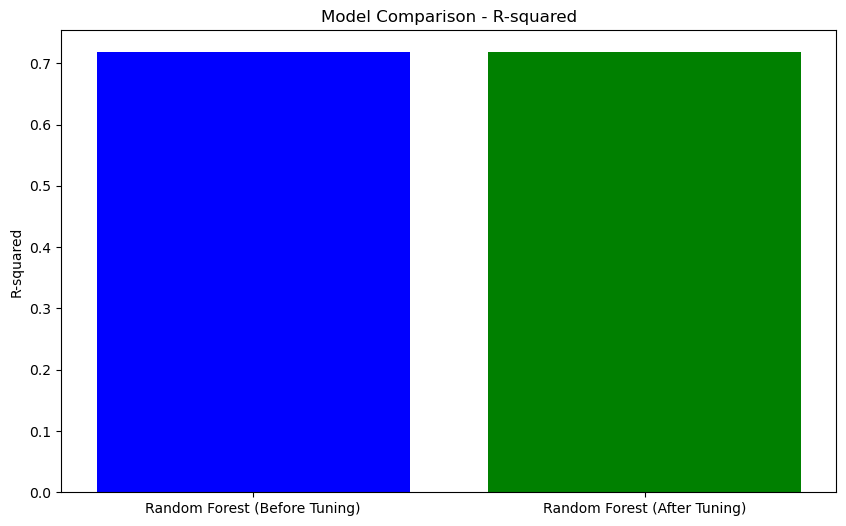 Model Comparison - R-squared
R-squared
0.7
0.6
0.5
0.4
0.3
0.2
0.1
0.0
Random Forest (Before Tuning)
Random Forest (After Tuning)